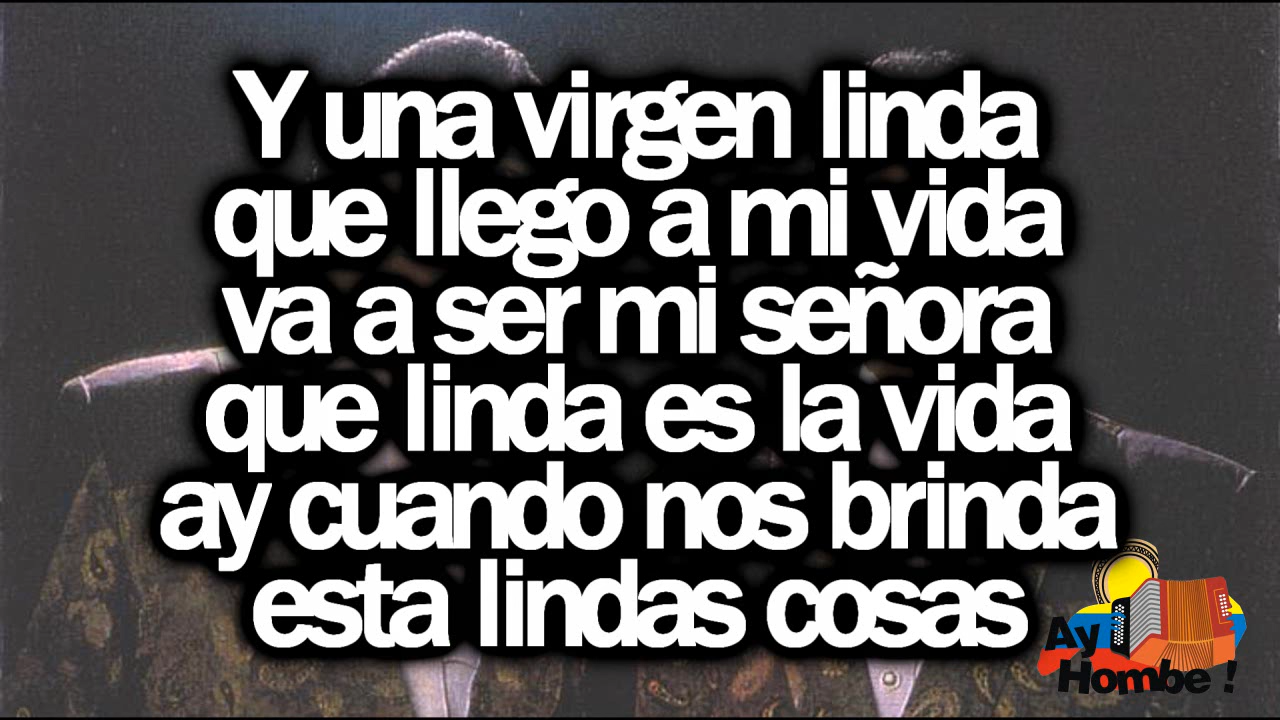 Y una virgen linda
que llego a mi vida
va a ser mi señora
que linda es la vida
ay cuando nos brinda
esta lindas cosas
Ay
Hombe !